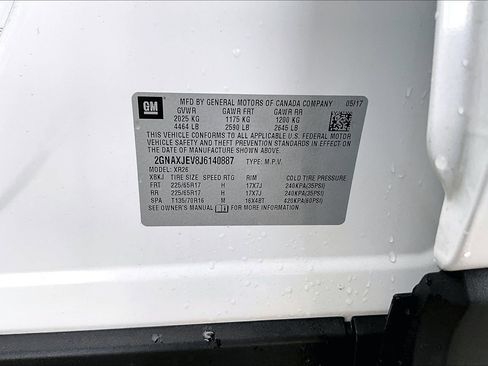 GM
MFD BY GENERAL MOTORS OF CANADA COMPANY 05/17
GVWR GAWR FRT GAWR RR
2025 KG 1175 KG 1200 KG
4464 LB 2590 LB 2645 LB
THIS VEHICLE CONFORMS TO ALL APPLICABLE U.S. FEDERAL MOTOR
VEHICLE SAFETY, BUMPER, AND THEFT PREVENTION STANDARDS IN EFFECT
ON THE DATE OF MANUFACTURE SHOWN ABOVE.
2GNAXJEV8J6140887 TYPE: M.P.V.
MODEL: XR26
XBKJ TIRE SIZE SPEED RTG RIM COLD TIRE PRESSURE
FRT 225/65R17 H 17X7J 240KPA(35PSI)
RR 225/65R17 H 17X7J 240KPA(35PSI)
SPA T135/70R16 M 16X4BT 420KPA(60PSI)
SEE OWNER'S MANUAL FOR MORE INFORMATION